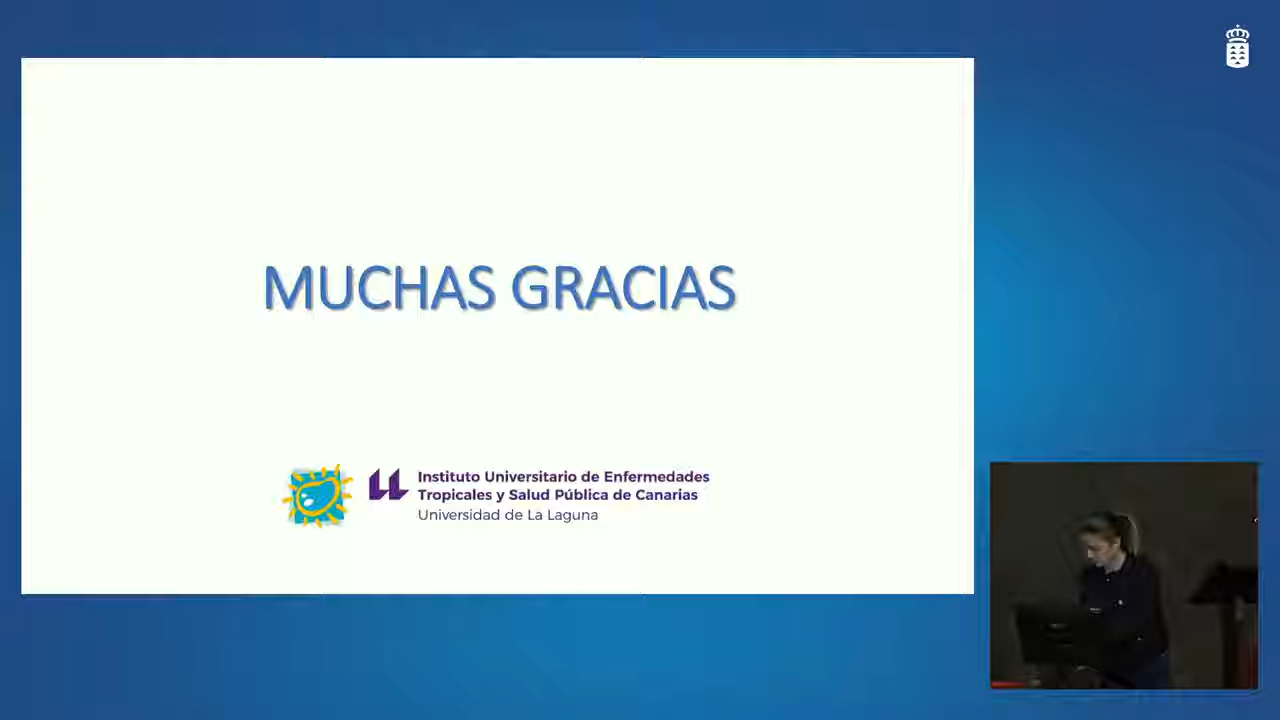 MUCHAS GRACIAS
Instituto Universitario de Enfermedades
Tropicales y Salud Pública de Canarias
Universidad de La Laguna